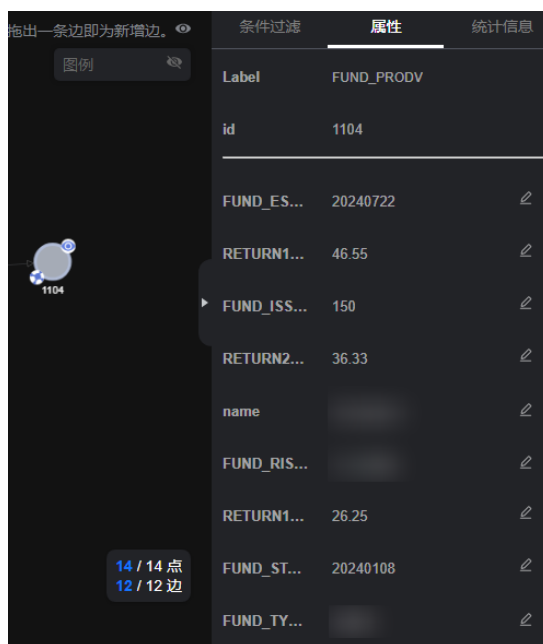 拖出一条边即为新增边。
图例
1104
14 / 14 点
12 / 12 边
条件过滤 属性 统计信息
Label FUND_PRODV
id 1104
FUND_ES... 20240722
RETURN1... 46.55
FUND_ISS... 150
RETURN2... 36.33
name
FUND_RIS...
RETURN1... 26.25
FUND_ST... 20240108
FUND_TY...